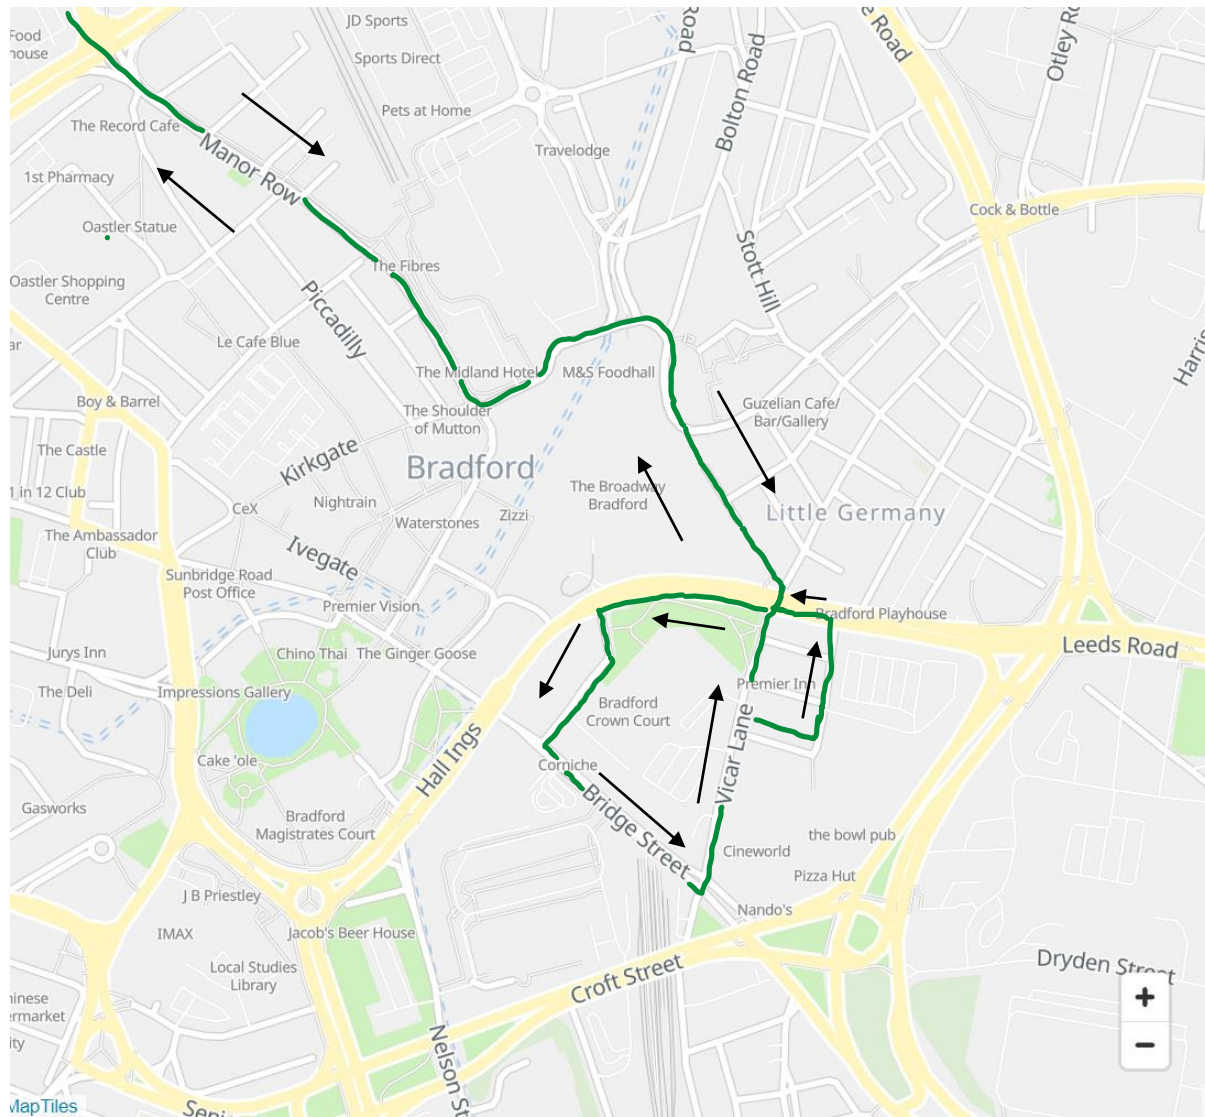 JD Sports
Sports Direct
Pets at Home
Road
Bolton Road
e Road
Otley Ro
Food
house
The Record Cafe
Manor Row
Travelodge
1st Pharmacy
Cock & Bottle
Oastler Statue
Stott Hill
The Fibres
Oastler Shopping
Centre
Piccadilly
Harris
ar
Le Cafe Blue
The Midland Hotel
M&S Foodhall
Boy & Barrel
The Shoulder
of Mutton
Guzelian Cafe/
Bar/Gallery
The Castle
Kirkgate
Bradford
1 in 12 Club
Nightrain
The Broadway
Bradford
CeX
Waterstones
Zizzi
Little Germany
The Ambassador
Club
Ivegate
Sunbridge Road
Post Office
Premier Vision
Bradford Playhouse
Jurys Inn
Chino Thai
The Ginger Goose
Leeds Road
The Deli
Impressions Gallery
Premier Inn
Bradford
Crown Court
Hall Ings
Vicar Lane
Cake 'ole
Corniche
Gasworks
Bradford
Magistrates Court
Bridge Street
the bowl pub
Cineworld
Pizza Hut
J B Priestley
Nando's
IMAX
Jacob's Beer House
Local Studies
Library
Croft Street
Dryden Street
hinese
ermarket
ity
+
−
Nelson St
MapTiles